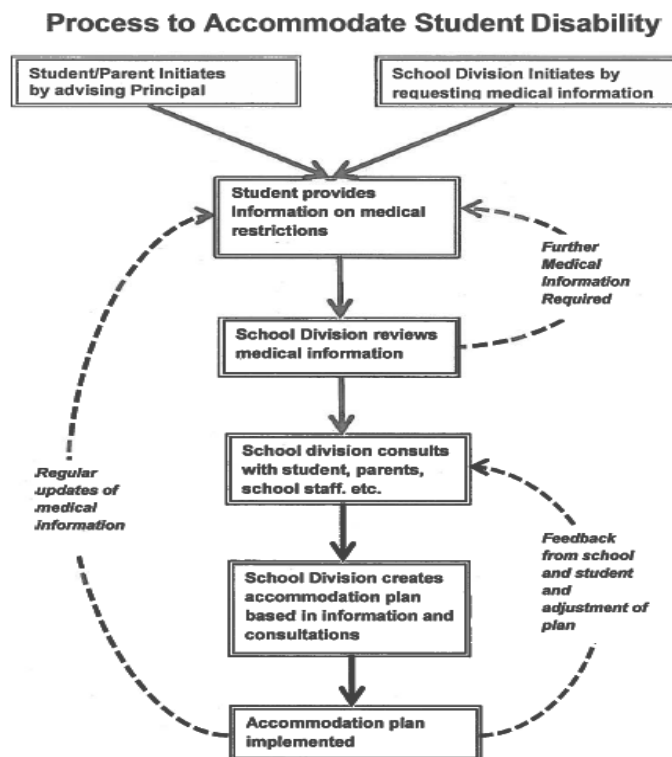 Process to Accommodate Student Disability
Student/Parent Initiates
by advising Principal
School Division Initiates by
requesting medical information
Student provides
Information on medical
restrictions
Further
Medical
Information
Required
School Division reviews
medical information
School division consults
with student, parents,
school staff. etc.
Regular
updates of
medical
information
Feedback
from school
and student
and
adjustment of
plan
School Division creates
accommodation plan
based in information and
consultations
Accommodation plan
implemented